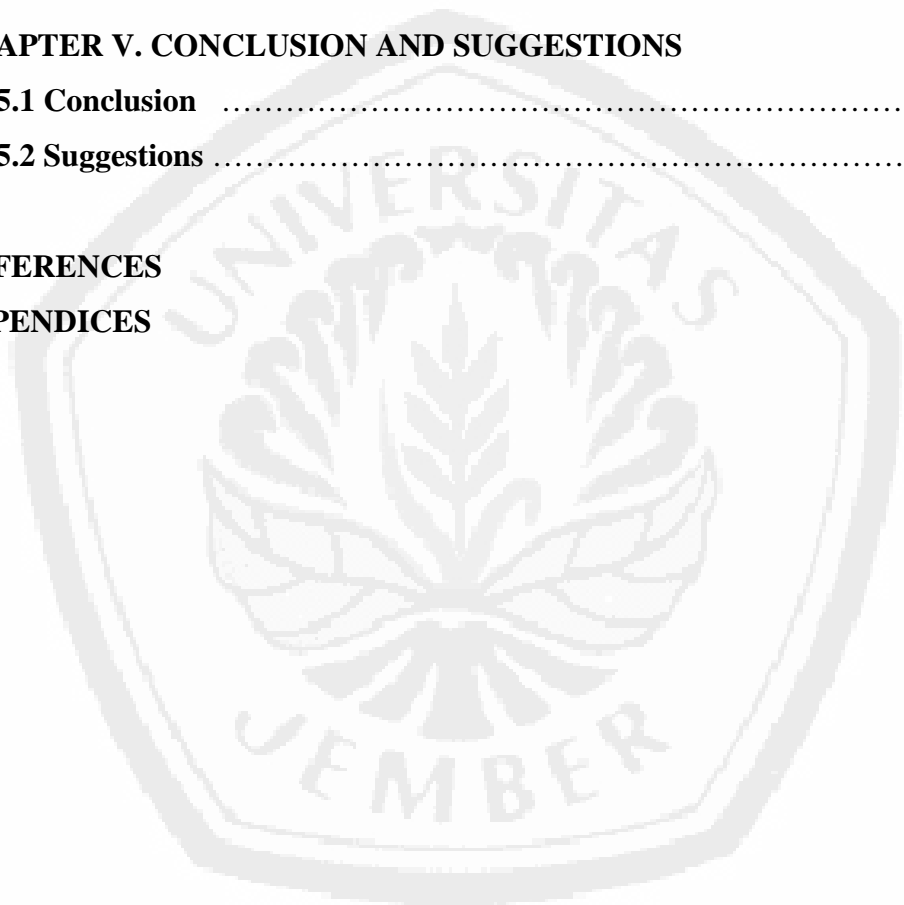 APTER V. CONCLUSION AND SUGGESTIONS
5.1 Conclusion ………………………………………………………………
5.2 Suggestions ………………………………………………………………
FERENCES
PENDICES
UNIVERSITAS
JEMBER